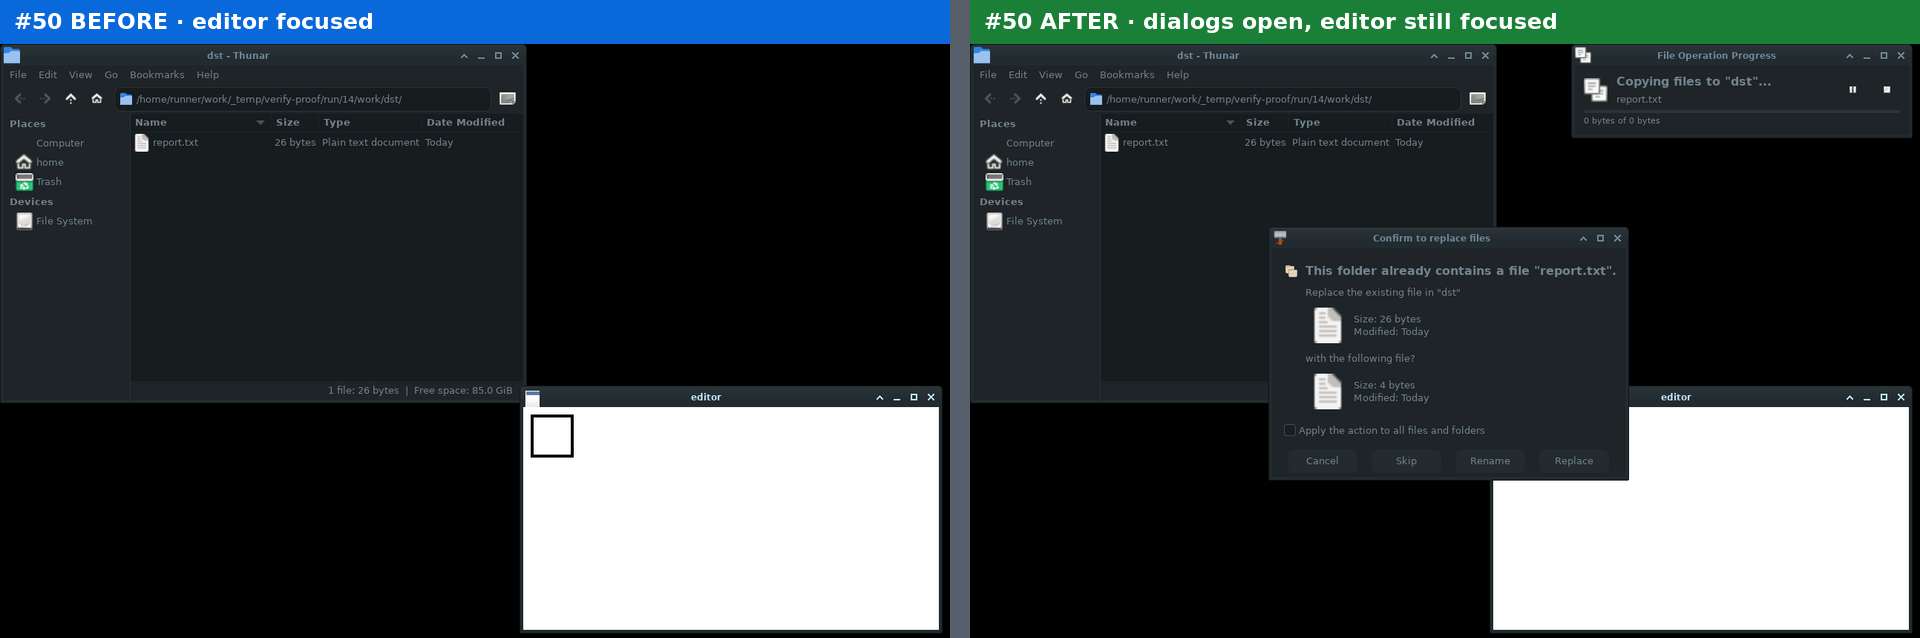 #50 BEFORE · editor focused
dst - Thunar
File Edit View Go Bookmarks Help
/home/runner/work/_temp/verify-proof/run/14/work/dst/
Places
Computer
home
Trash
Devices
File System
Name Size Type Date Modified
report.txt 26 bytes Plain text document Today
1 file: 26 bytes | Free space: 85.0 GiB
editor
#50 AFTER · dialogs open, editor still focused
dst - Thunar
File Edit View Go Bookmarks Help
/home/runner/work/_temp/verify-proof/run/14/work/dst/
Places
Computer
home
Trash
Devices
File System
Name Size Type Date Modified
report.txt 26 bytes Plain text document Today
File Operation Progress
Copying files to "dst"...
report.txt
0 bytes of 0 bytes
Confirm to replace files
This folder already contains a file "report.txt".
Replace the existing file in "dst"
Size: 26 bytes
Modified: Today
with the following file?
Size: 4 bytes
Modified: Today
Apply the action to all files and folders
Cancel Skip Rename Replace
editor